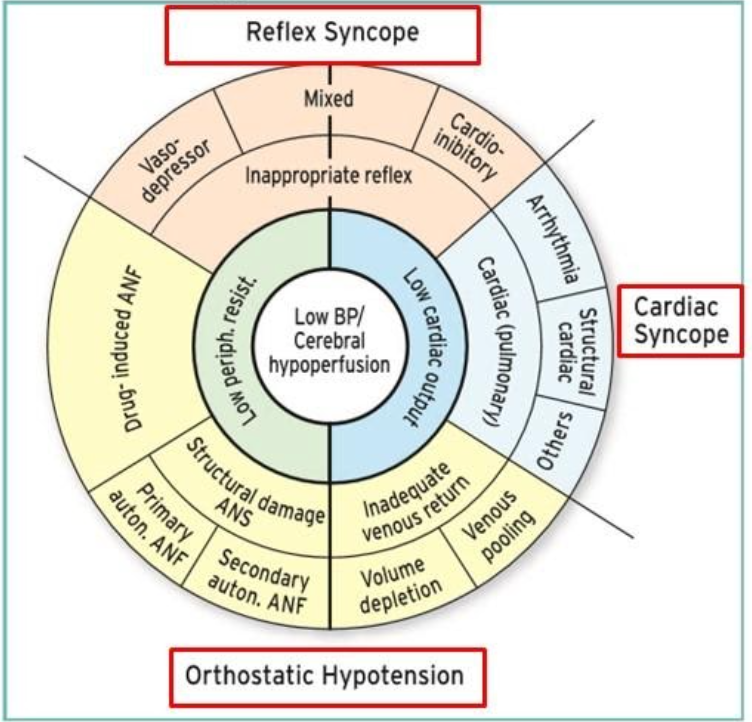 Reflex Syncope
Mixed
Vaso-
depressor
Cardio-
inibitory
Inappropriate reflex
Arrhythmia
Structural
cardiac
Others
Cardiac
Syncope
Cardiac (pulmonary)
Drug- induced ANF
Low periph. resist.
Low cardiac output
Low BP/
Cerebral
hypoperfusion
Structural damage
ANS
Inadequate
venous return
Primary
auton. ANF
Secondary
auton. ANF
Volume
depletion
Venous
pooling
Orthostatic Hypotension